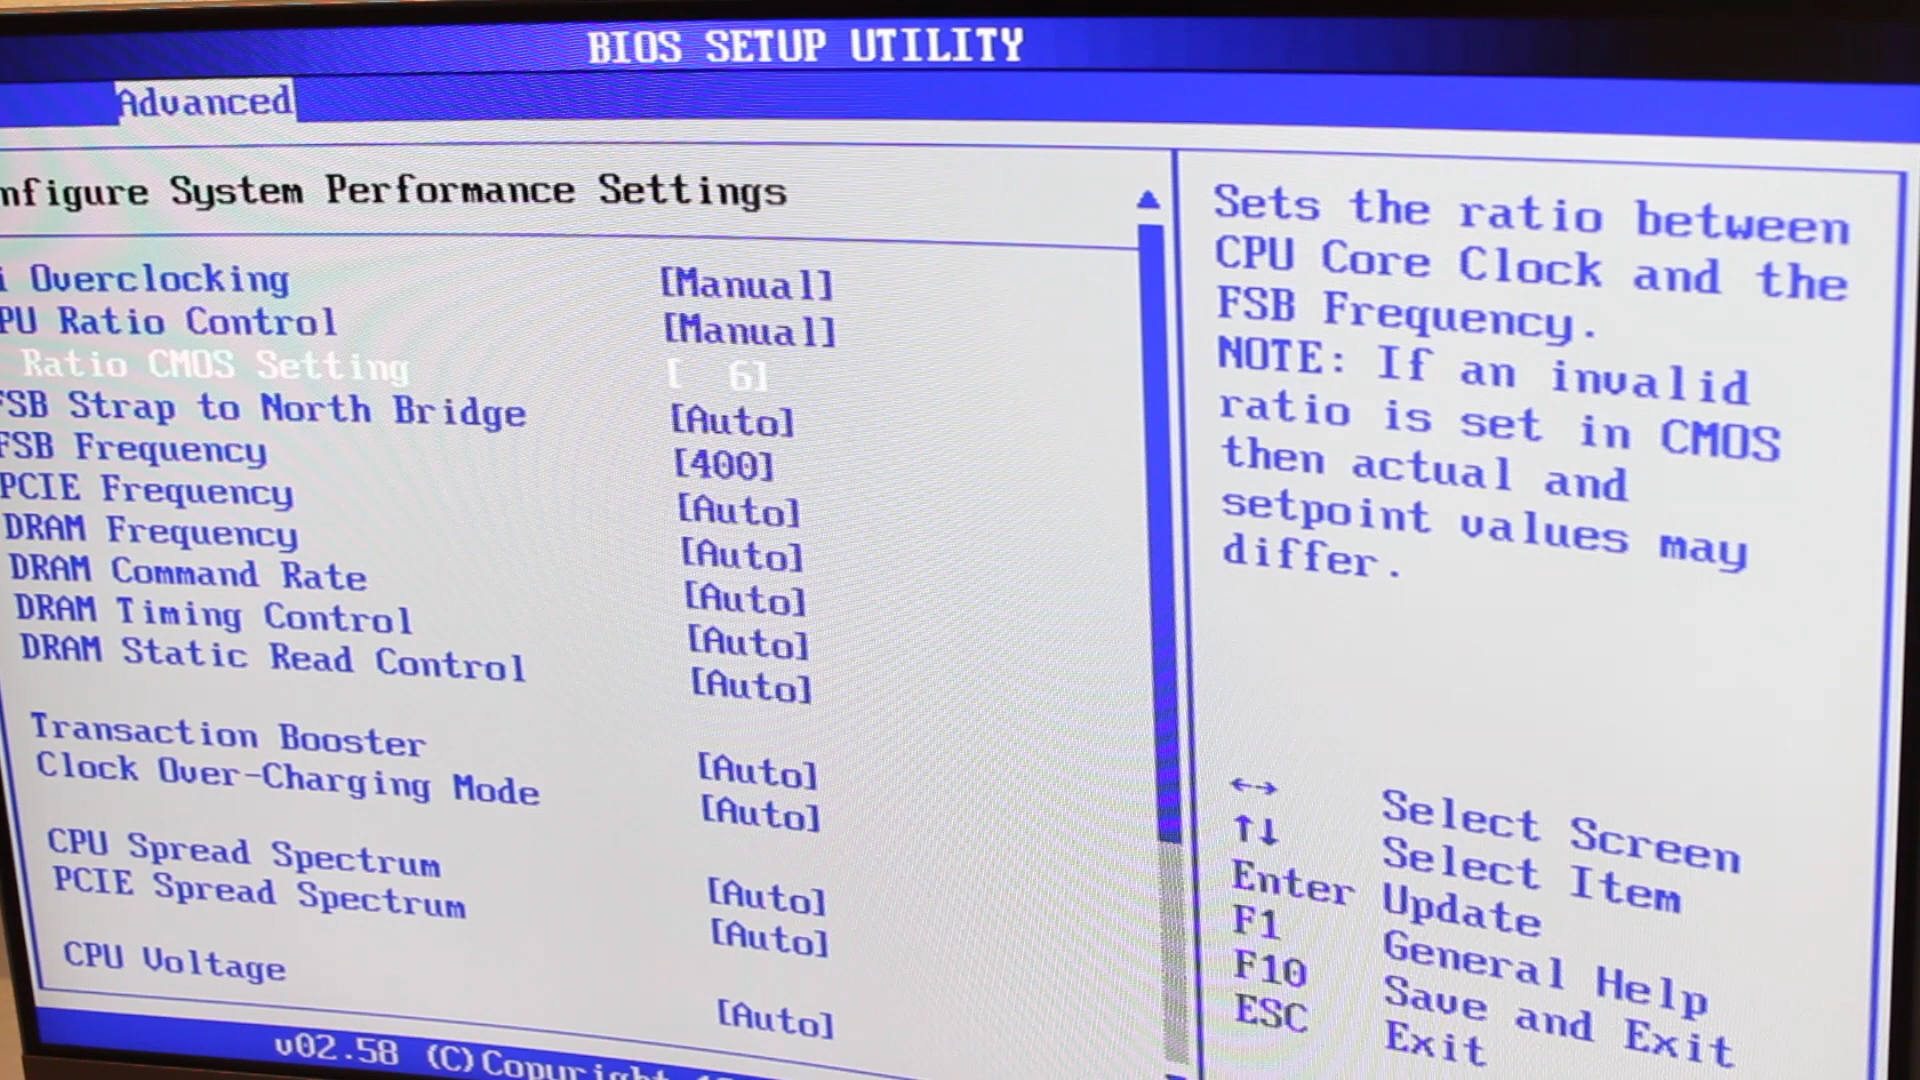 BIOS SETUP UTILITY
Advanced
nfigure System Performance Settings
i Overclocking [Manual]
PU Ratio Control [Manual]
Ratio CMOS Setting [ 6]
FSB Strap to North Bridge [Auto]
FSB Frequency [400]
PCIE Frequency [Auto]
DRAM Frequency [Auto]
DRAM Command Rate [Auto]
DRAM Timing Control [Auto]
DRAM Static Read Control [Auto]
Transaction Booster [Auto]
Clock Over-Charging Mode [Auto]
CPU Spread Spectrum [Auto]
PCIE Spread Spectrum [Auto]
CPU Voltage [Auto]
Sets the ratio between
CPU Core Clock and the
FSB Frequency.
NOTE: If an invalid
ratio is set in CMOS
then actual and
setpoint values may
differ.
←→ Select Screen
↑↓ Select Item
Enter Update
F1 General Help
F10 Save and Exit
ESC Exit
v02.58 (C)Copyright